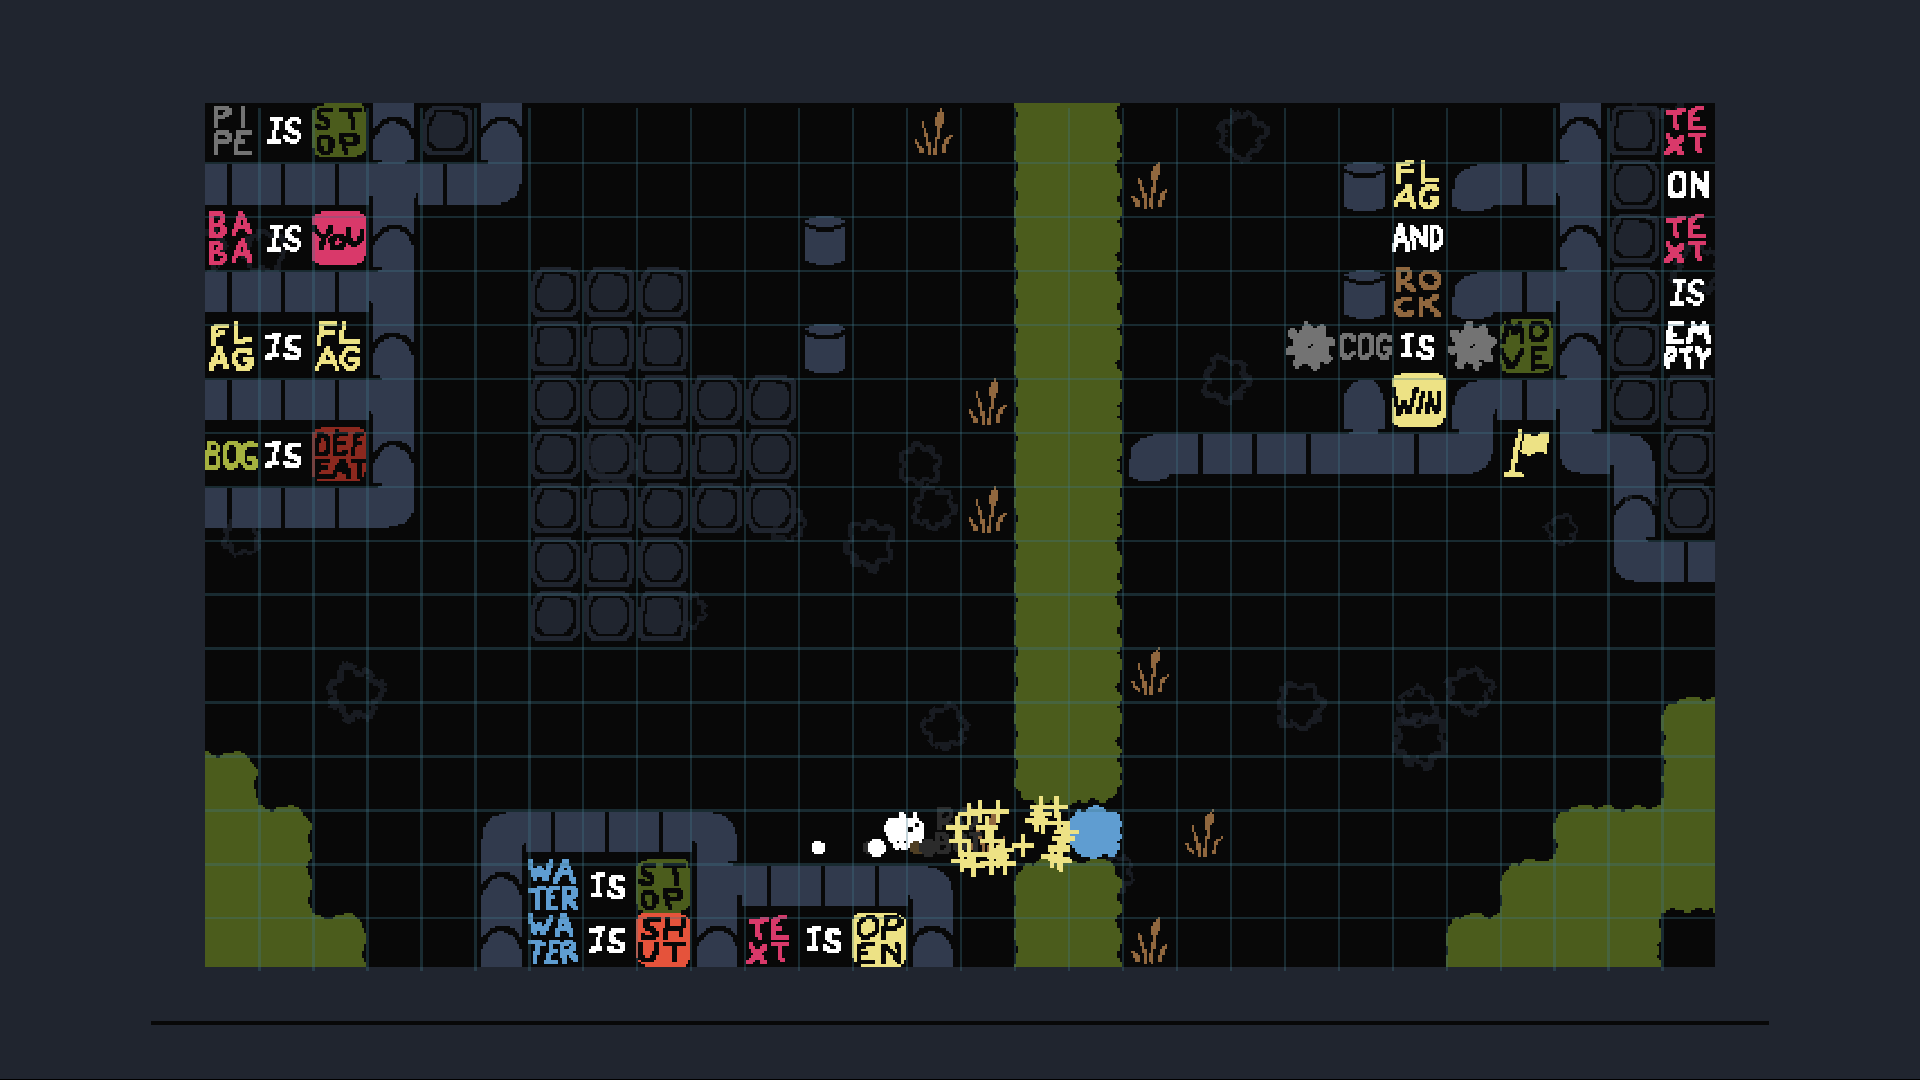 PIPE IS STOP
BABA IS YOU
FLAG IS FLAG
BOG IS DEFEAT
FLAG
AND
ROCK
COG IS
WIN
TEXT
ON
TEXT
IS
EMPTY
WATER IS STOP
WATER IS SHUT
TEXT IS OPEN